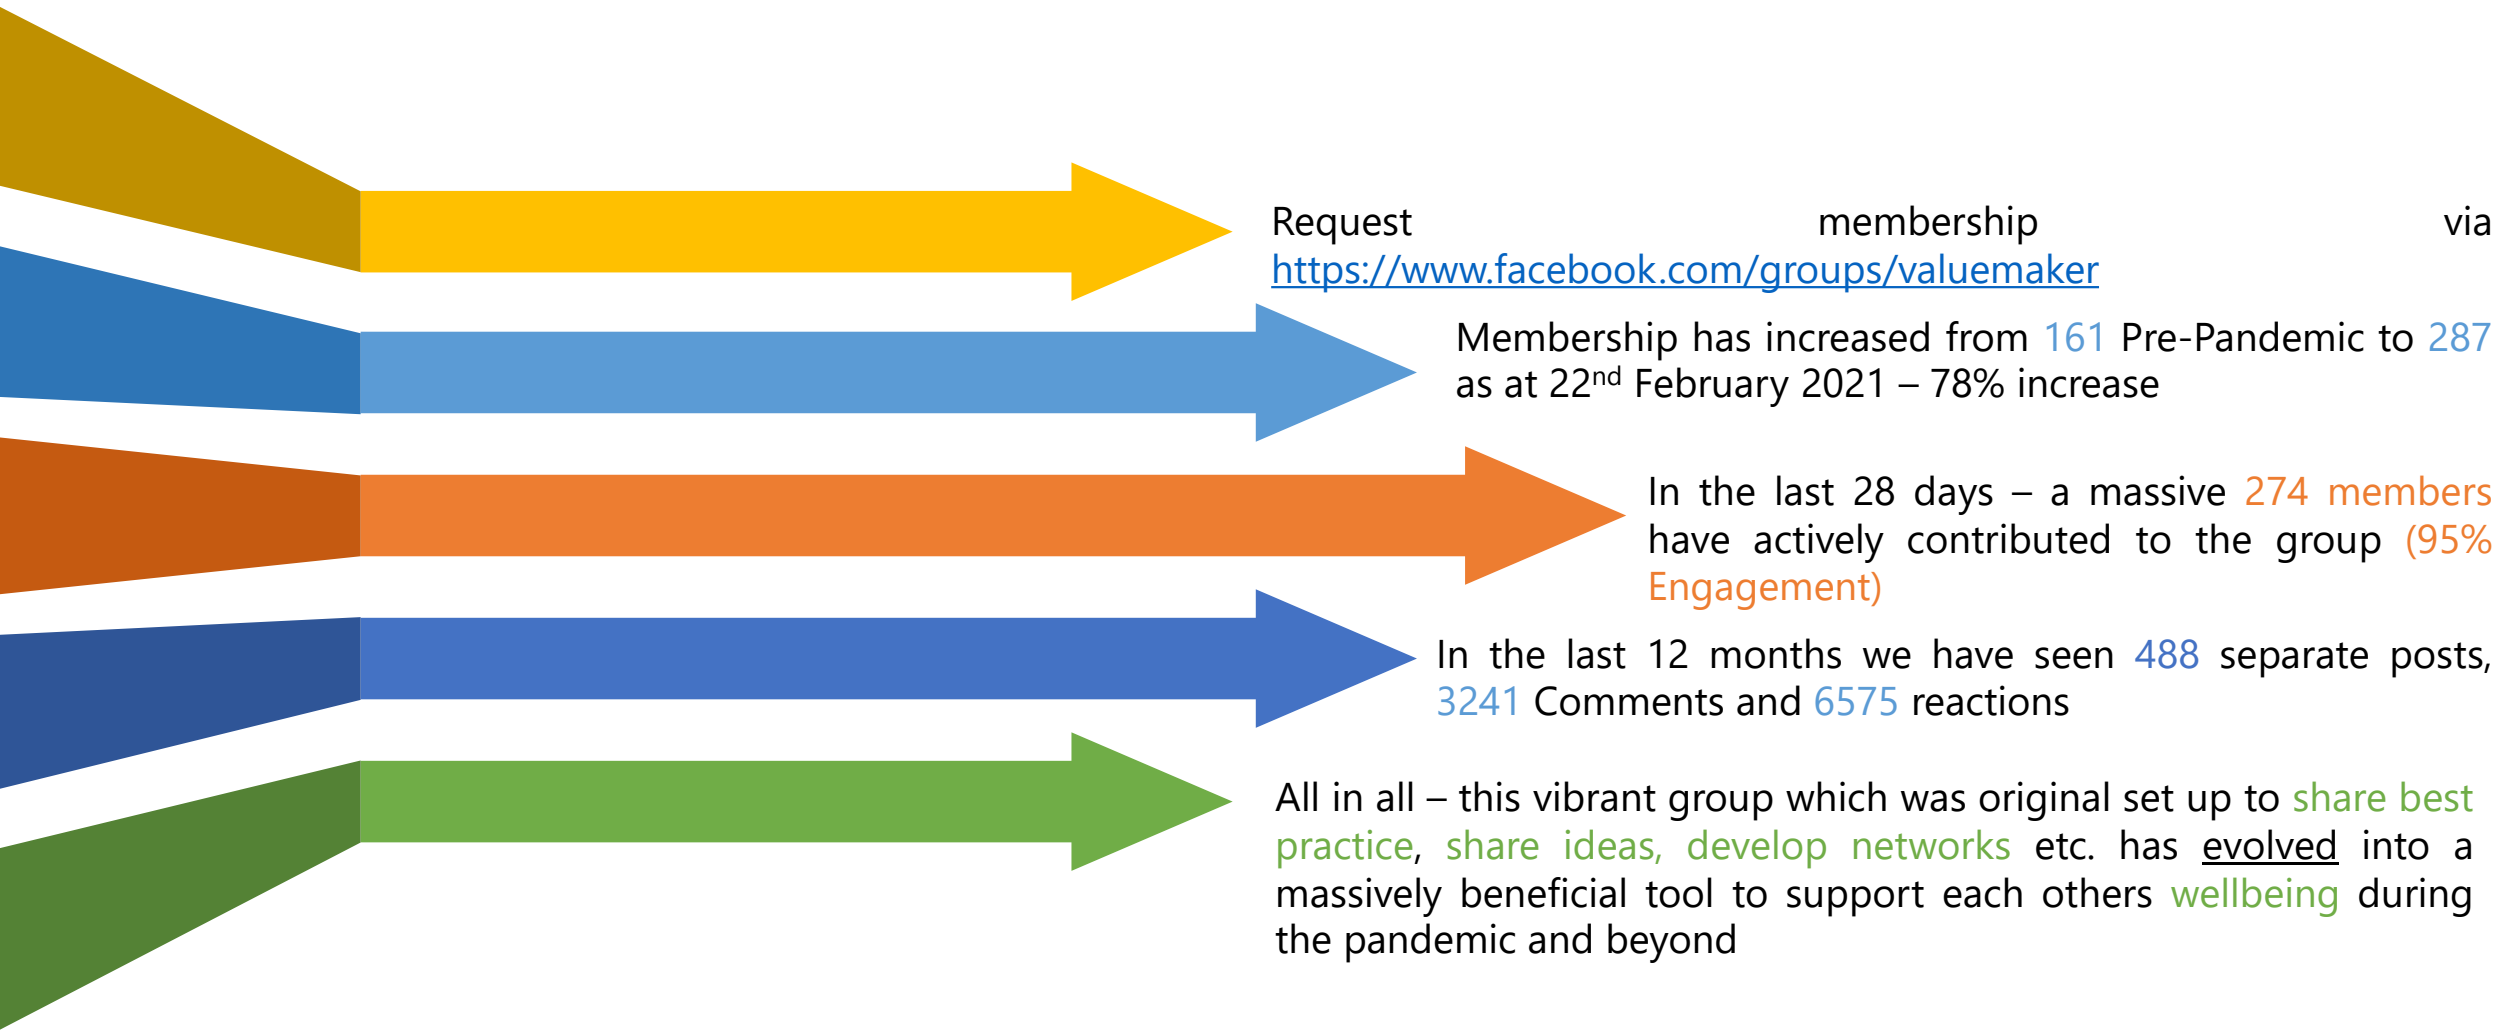 Request membership via
https://www.facebook.com/groups/valuemaker
Membership has increased from 161 Pre-Pandemic to 287
as at 22nd February 2021 – 78% increase
In the last 28 days – a massive 274 members
have actively contributed to the group (95%
Engagement)
In the last 12 months we have seen 488 separate posts,
3241 Comments and 6575 reactions
All in all – this vibrant group which was original set up to share best
practice, share ideas, develop networks etc. has evolved into a
massively beneficial tool to support each others wellbeing during
the pandemic and beyond